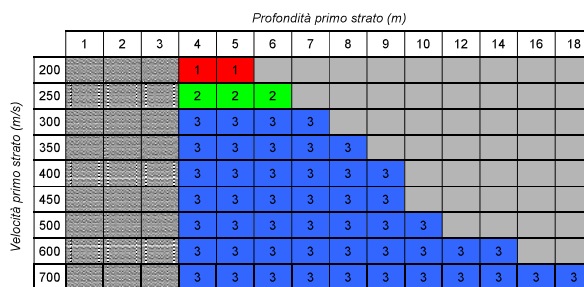 Profondità primo strato (m)
1 2 3 4 5 6 7 8 9 10 12 14 16 18
Velocità primo strato (m/s)
200 1 1
250 2 2 2
300 3 3 3 3
350 3 3 3 3 3
400 3 3 3 3 3 3
450 3 3 3 3 3 3
500 3 3 3 3 3 3 3
600 3 3 3 3 3 3 3 3 3
700 3 3 3 3 3 3 3 3 3 3 3